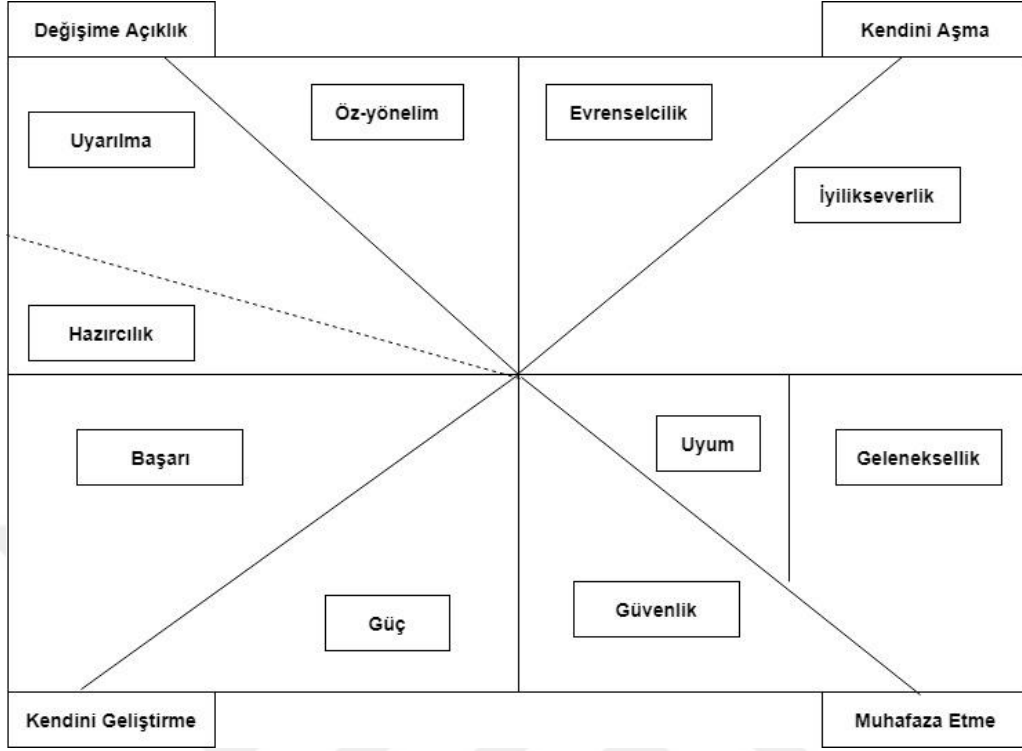 Değişime Açıklık
Kendini Aşma
Öz-yönelim
Evrenselcilik
Uyarılma
İyilikseverlik
Hazırcılık
Başarı
Uyum
Geleneksellik
Güç
Güvenlik
Kendini Geliştirme
Muhafaza Etme